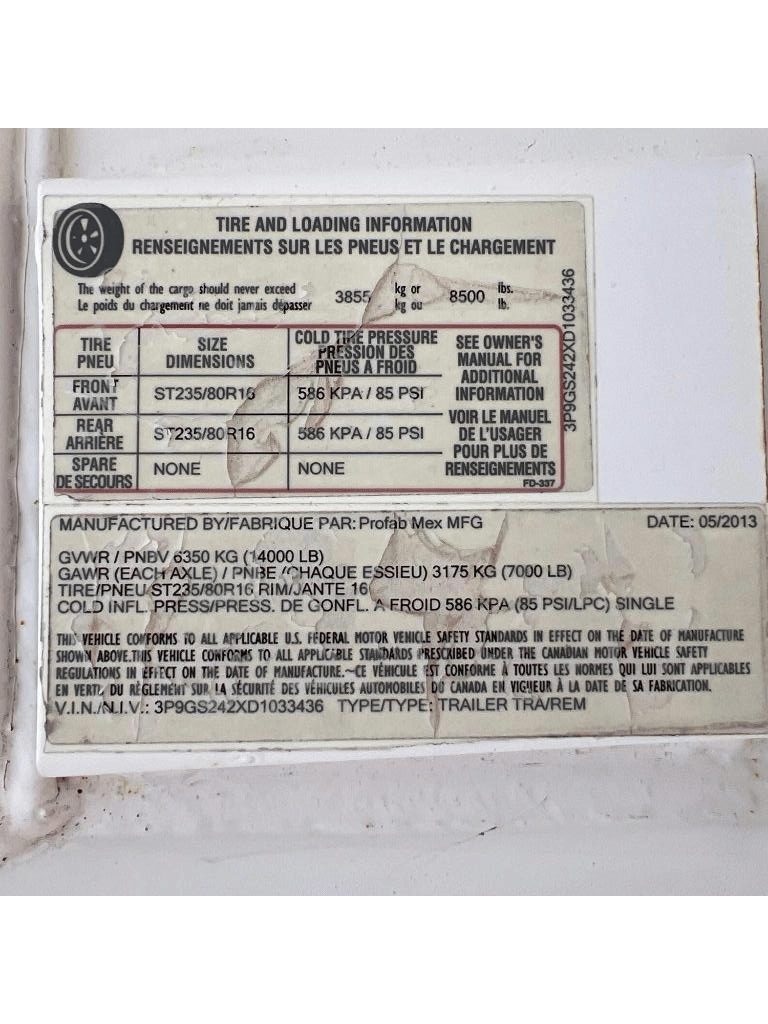 TIRE AND LOADING INFORMATION
RENSEIGNEMENTS SUR LES PNEUS ET LE CHARGEMENT
The weight of the cargo should never exceed 3855 kg or 8500 lbs.
Le poids du chargement ne doit jamais dépasser kg ou lb.
TIRE PNEU SIZE DIMENSIONS COLD TIRE PRESSURE PRESSION DES PNEUS A FROID
FRONT AVANT ST235/80R16 586 KPA / 85 PSI
REAR ARRIÈRE ST235/80R16 586 KPA / 85 PSI
SPARE DE SECOURS NONE NONE
SEE OWNER'S
MANUAL FOR
ADDITIONAL
INFORMATION
VOIR LE MANUEL
DE L'USAGER
POUR PLUS DE
RENSEIGNEMENTS
FD-337
3P9GS242XD1033436
MANUFACTURED BY/FABRIQUE PAR: Profab Mex MFG DATE: 05/2013
GVWR / PNBV 6350 KG (14000 LB)
GAWR (EACH AXLE) / PNBE (CHAQUE ESSIEU) 3175 KG (7000 LB)
TIRE/PNEU ST235/80R16 RIM/JANTE 16
COLD INFL. PRESS/PRESS. DE GONFL. A FROID 586 KPA (85 PSI/LPC) SINGLE
THIS VEHICLE CONFORMS TO ALL APPLICABLE U.S. FEDERAL MOTOR VEHICLE SAFETY STANDARDS IN EFFECT ON THE DATE OF MANUFACTURE
SHOWN ABOVE.THIS VEHICLE CONFORMS TO ALL APPLICABLE STANDARDS PRESCRIBED UNDER THE CANADIAN MOTOR VEHICLE SAFETY
REGULATIONS IN EFFECT ON THE DATE OF MANUFACTURE.~CE VÉHICULE EST CONFORME À TOUTES LES NORMES QUI LUI SONT APPLICABLES
EN VERTU DU RÈGLEMENT SUR LA SÉCURITÉ DES VÉHICULES AUTOMOBILES DU CANADA EN VIGUEUR À LA DATE DE SA FABRICATION.
V.I.N./N.I.V.: 3P9GS242XD1033436 TYPE/TYPE: TRAILER TRA/REM